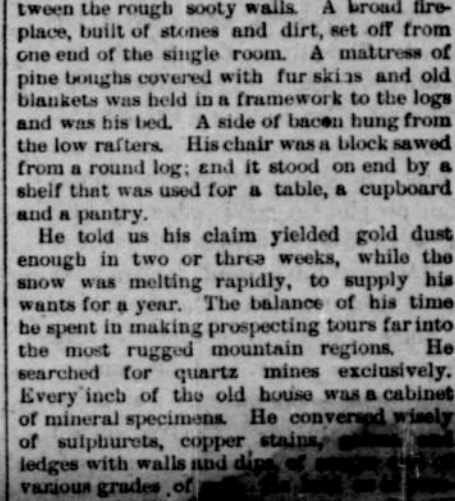 tween the rough sooty walls. A broad fire-
place, built of stones and dirt, set off from
one end of the single room. A mattress of
pine boughs covered with fur skins and old
blankets was held in a framework to the logs
and was his bed. A side of bacon hung from
the low rafters. His chair was a block sawed
from a round log; and it stood on end by a
shelf that was used for a table, a cupboard
and a pantry.
He told us his claim yielded gold dust
enough in two or three weeks, while the
snow was melting rapidly, to supply his
wants for a year. The balance of his time
he spent in making prospecting tours far into
the most rugged mountain regions. He
searched for quartz mines exclusively.
Every inch of the old house was a cabinet
of mineral specimens. He conversed wisely
of sulphurets, copper stains,
ledges with walls and dips, of
various grades of